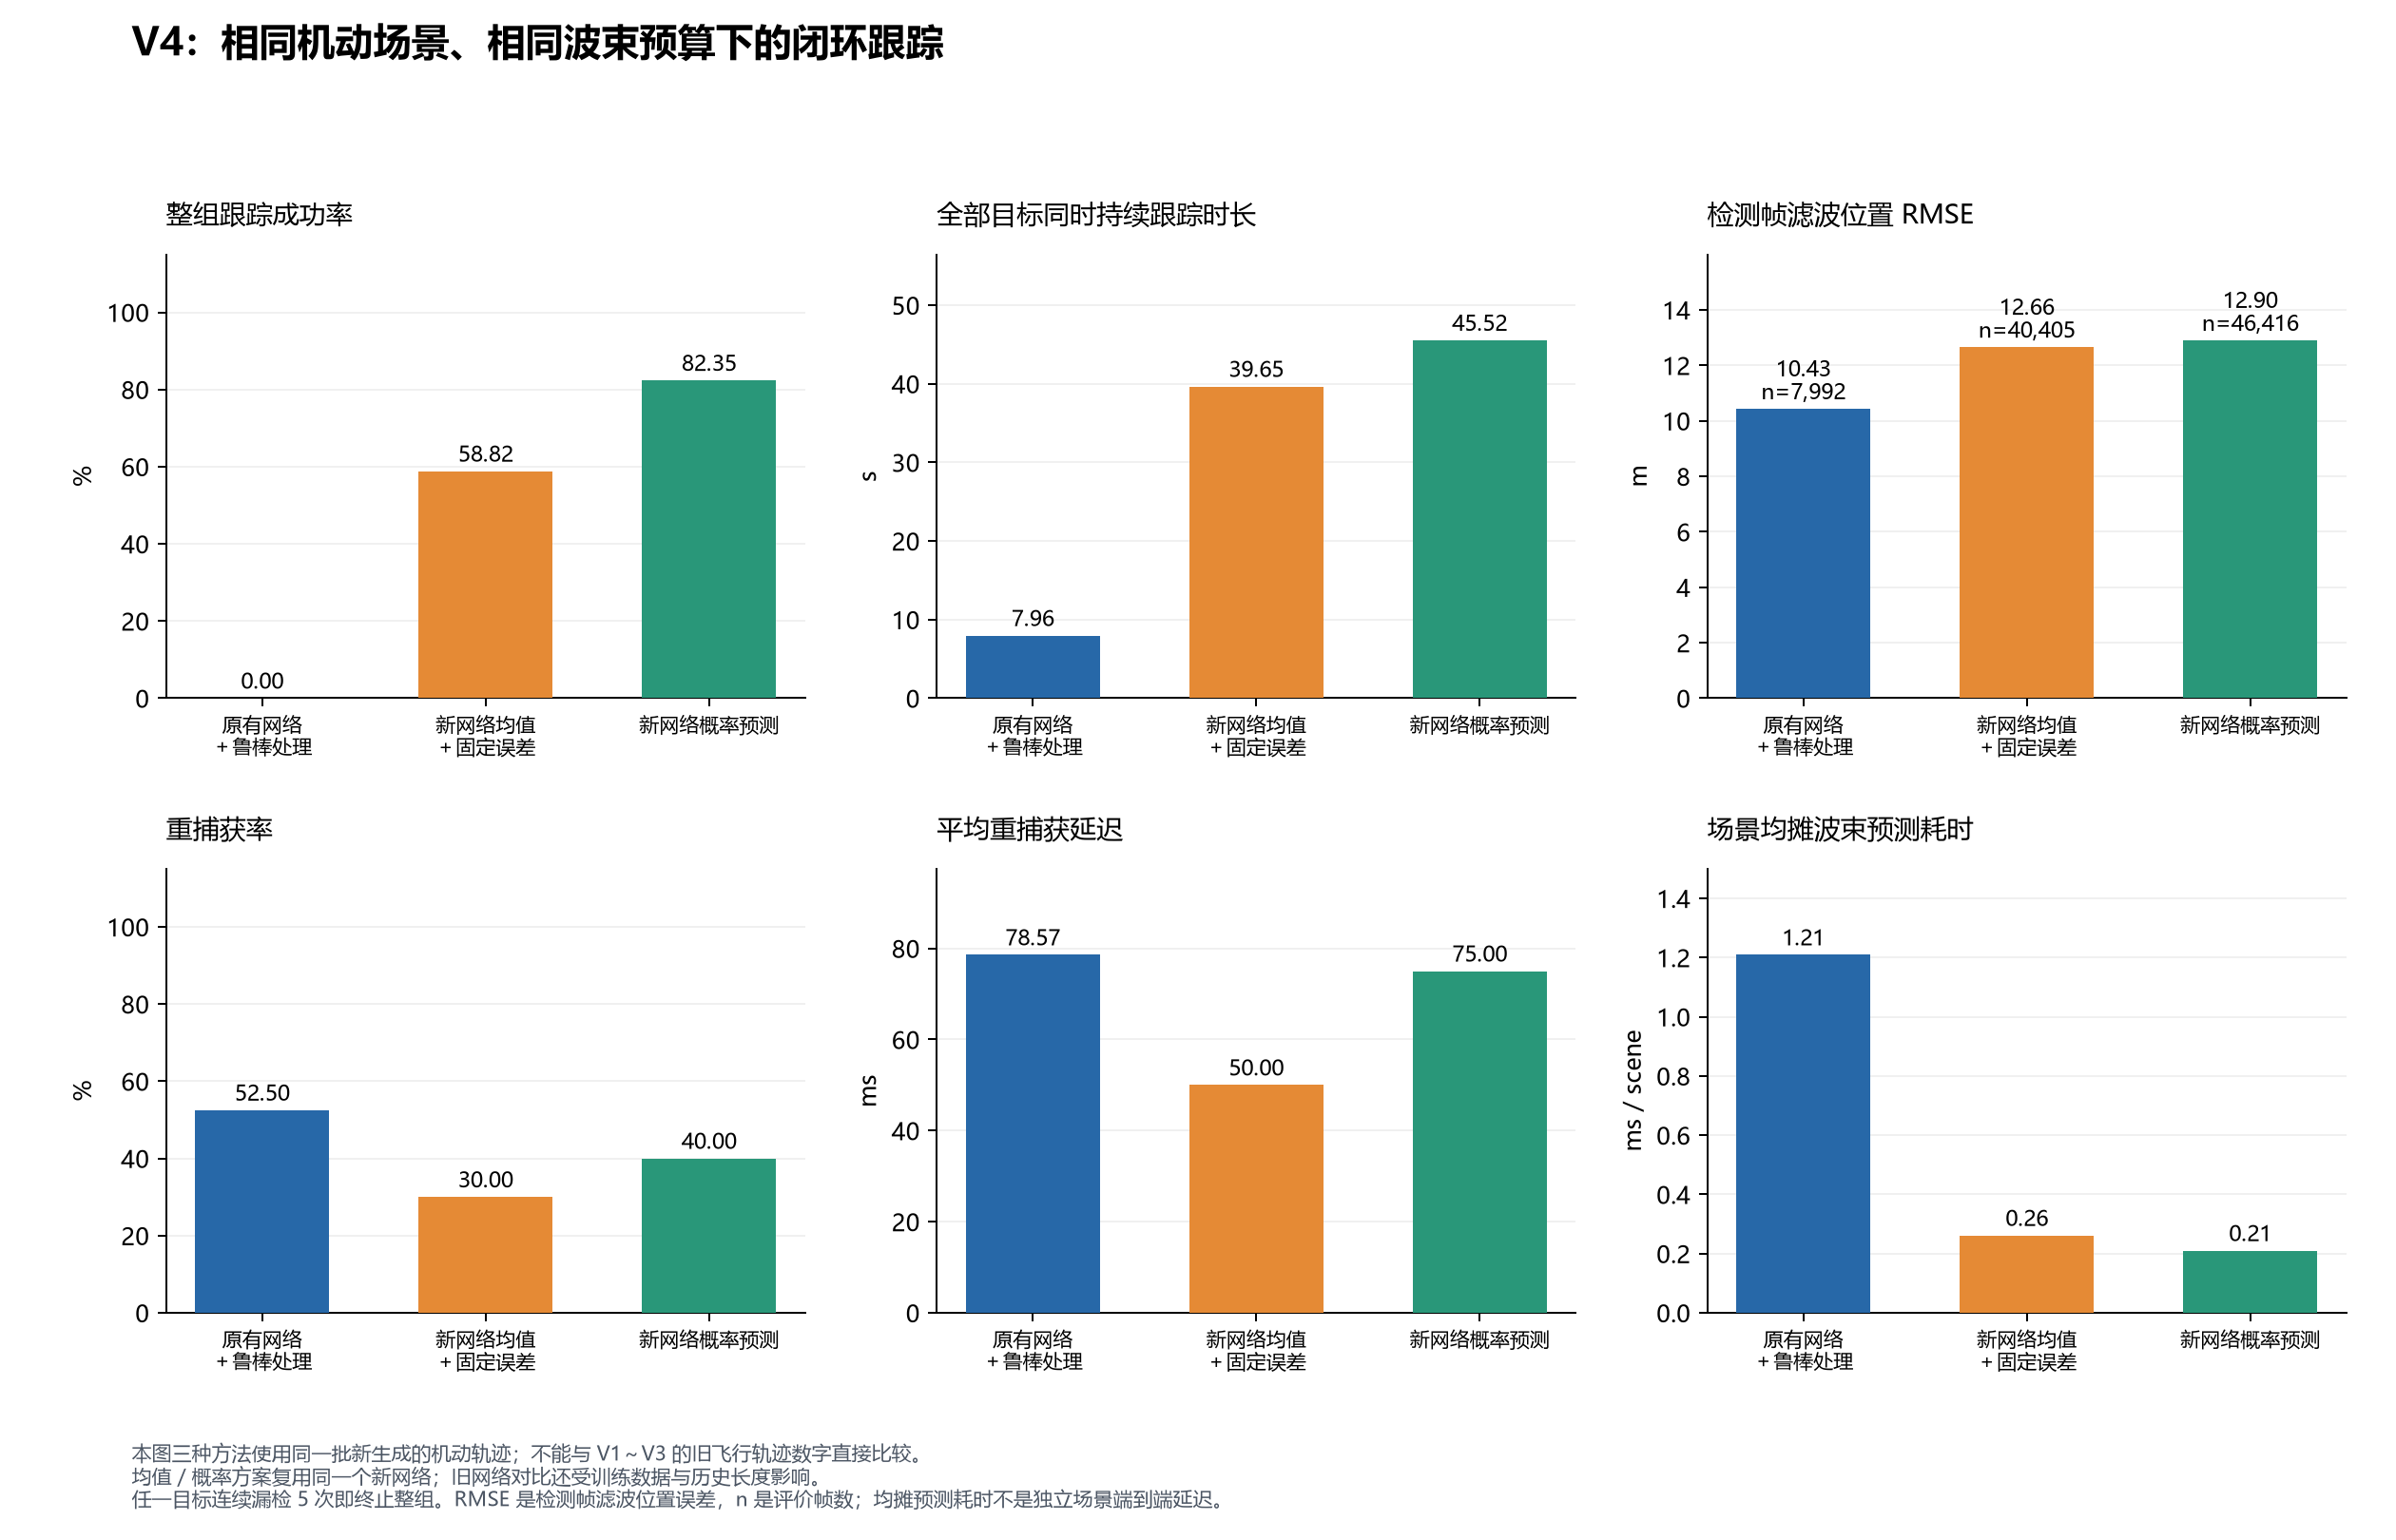 V4：相同机动场景、相同波束预算下的闭环跟踪
整组跟踪成功率
%
100
80
60
40
20
0
0.00
58.82
82.35
原有网络
+ 鲁棒处理
新网络均值
+ 固定误差
新网络概率预测
全部目标同时持续跟踪时长
s
50
40
30
20
10
0
7.96
39.65
45.52
原有网络
+ 鲁棒处理
新网络均值
+ 固定误差
新网络概率预测
检测帧滤波位置 RMSE
m
14
12
10
8
6
4
2
0
10.43
n=7,992
12.66
n=40,405
12.90
n=46,416
原有网络
+ 鲁棒处理
新网络均值
+ 固定误差
新网络概率预测
重捕获率
%
100
80
60
40
20
0
52.50
30.00
40.00
原有网络
+ 鲁棒处理
新网络均值
+ 固定误差
新网络概率预测
平均重捕获延迟
ms
80
60
40
20
0
78.57
50.00
75.00
原有网络
+ 鲁棒处理
新网络均值
+ 固定误差
新网络概率预测
场景均摊波束预测耗时
ms / scene
1.4
1.2
1.0
0.8
0.6
0.4
0.2
0.0
1.21
0.26
0.21
原有网络
+ 鲁棒处理
新网络均值
+ 固定误差
新网络概率预测
本图三种方法使用同一批新生成的机动轨迹；不能与 V1～V3 的旧飞行轨迹数字直接比较。
均值 / 概率方案复用同一个新网络；旧网络对比还受训练数据与历史长度影响。
任一目标连续漏检 5 次即终止整组。RMSE 是检测帧滤波位置误差，n 是评价帧数；均摊预测耗时不是独立场景端到端延迟。